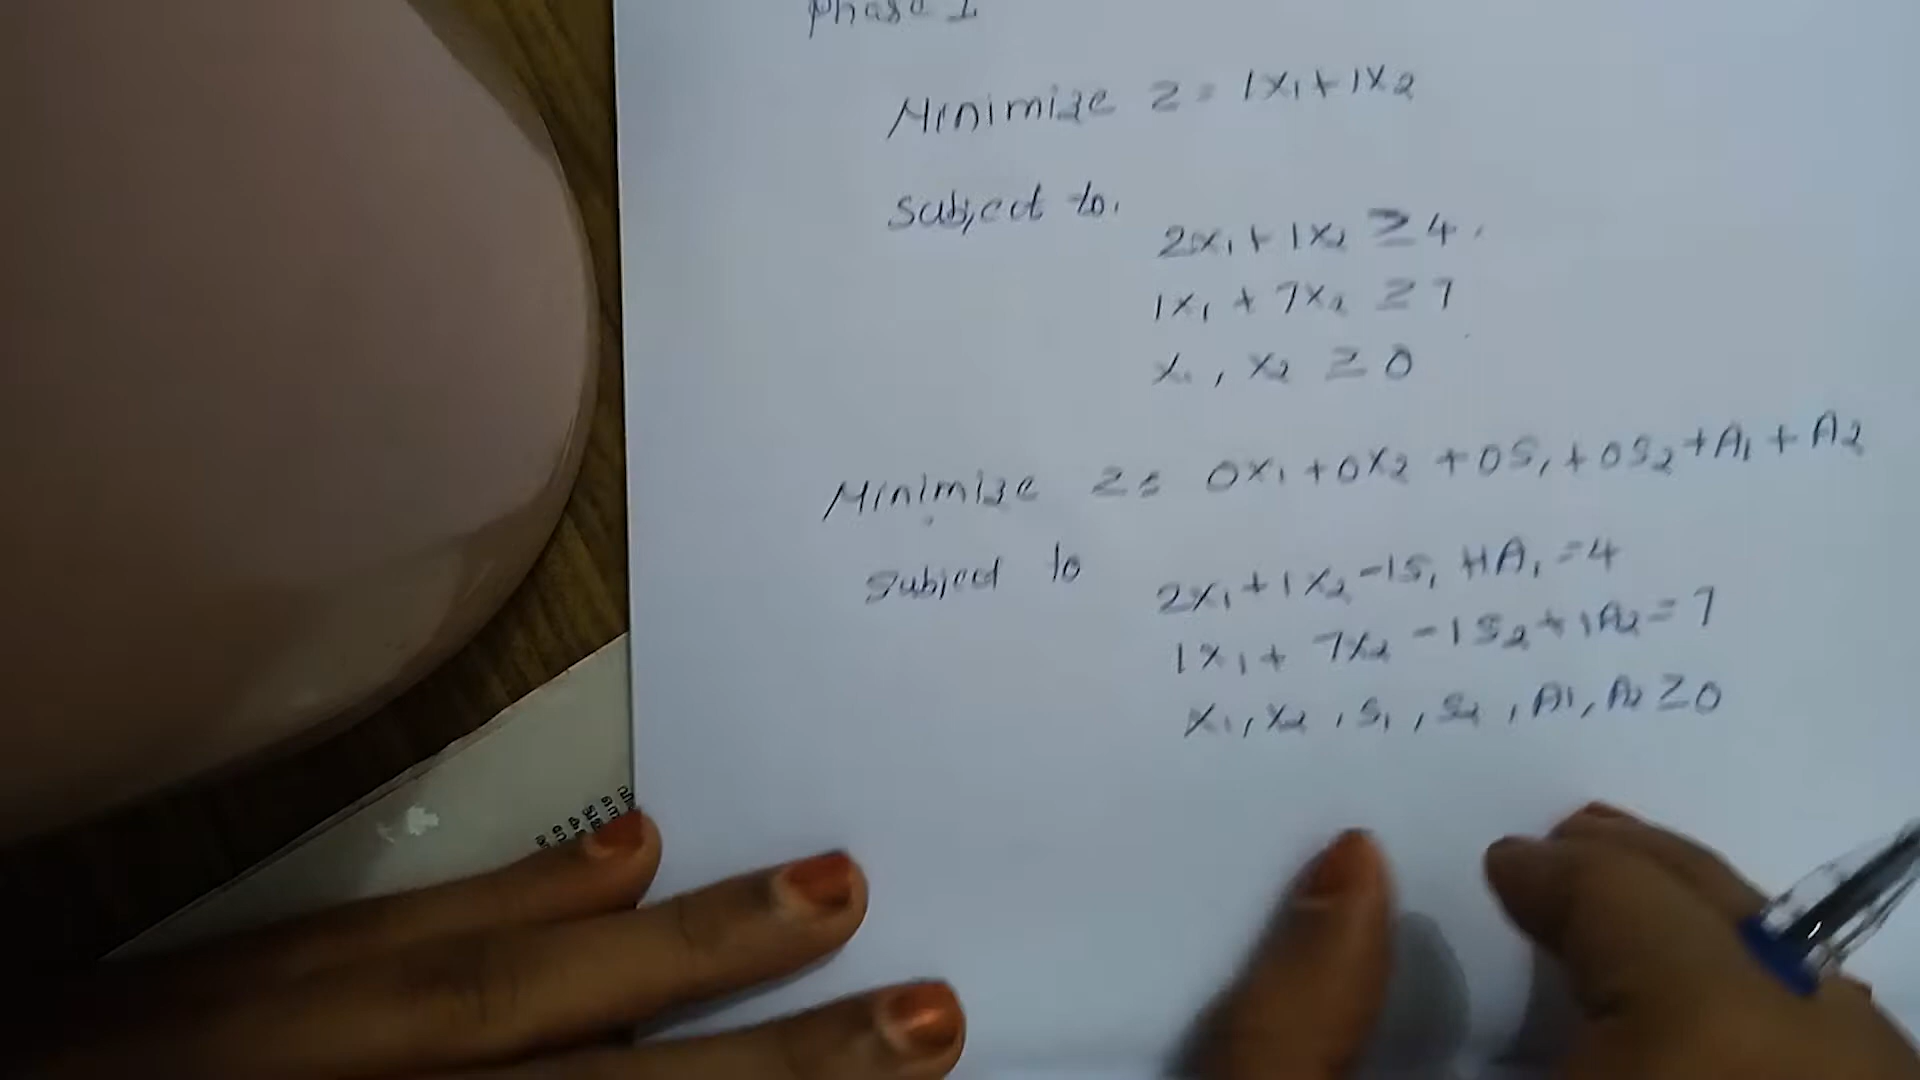 Phase I
Minimize Z = 1x₁ + 1x₂
Subject to.
2x₁ + 1x₂ ≥ 4
1x₁ + 7x₂ ≥ 7
x₁, x₂ ≥ 0
Minimize Z = 0x₁ + 0x₂ + 0S₁ + 0S₂ + A₁ + A₂
Subject to
2x₁ + 1x₂ - 1S₁ + 1A₁ = 4
1x₁ + 7x₂ - 1S₂ + 1A₂ = 7
x₁, x₂, S₁, S₂, A₁, A₂ ≥ 0